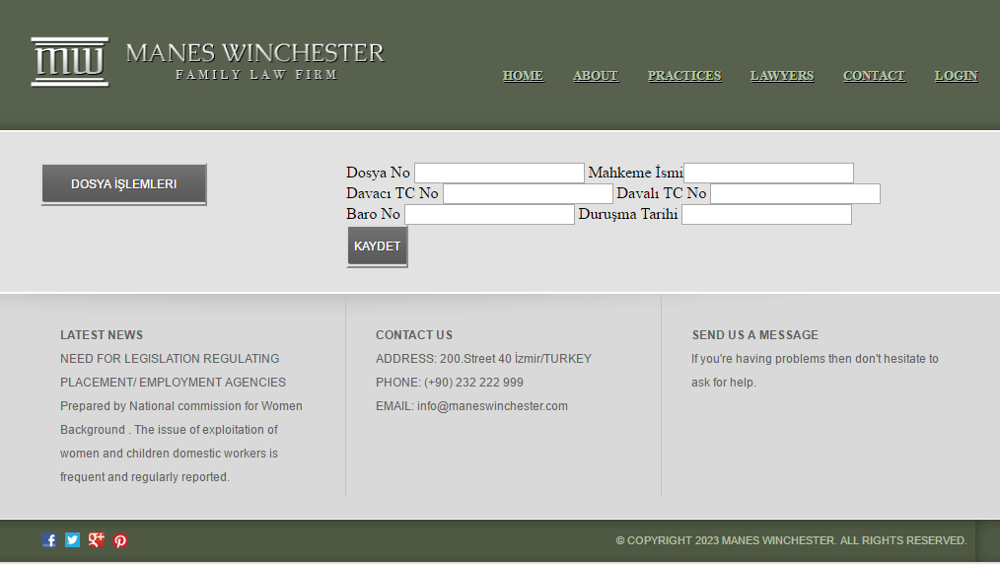 mw MANES WINCHESTER
FAMILY LAW FIRM
HOME ABOUT PRACTICES LAWYERS CONTACT LOGIN
DOSYA İŞLEMLERI
Dosya No Mahkeme İsmi
Davacı TC No Davalı TC No
Baro No Duruşma Tarihi
KAYDET
LATEST NEWS
NEED FOR LEGISLATION REGULATING
PLACEMENT/ EMPLOYMENT AGENCIES
Prepared by National commission for Women
Background . The issue of exploitation of
women and children domestic workers is
frequent and regularly reported.
CONTACT US
ADDRESS: 200.Street 40 İzmir/TURKEY
PHONE: (+90) 232 222 999
EMAIL: info@maneswinchester.com
SEND US A MESSAGE
If you're having problems then don't hesitate to
ask for help.
© COPYRIGHT 2023 MANES WINCHESTER. ALL RIGHTS RESERVED.